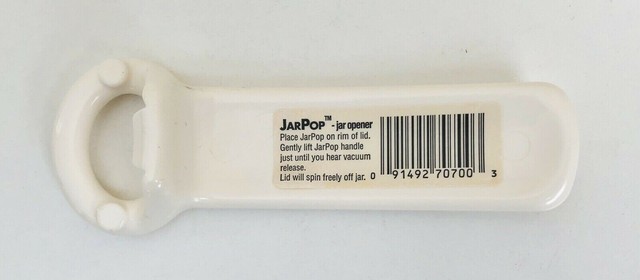 JARPOP™ - jar opener
Place JarPop on rim of lid.
Gently lift JarPop handle
just until you hear vacuum
release.
Lid will spin freely off jar.
0 91492 70700 3